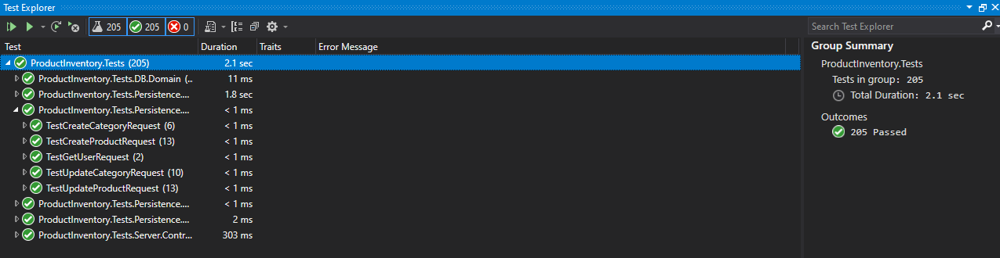 Test Explorer
205 205 0
Search Test Explorer
Test Duration Traits Error Message
ProductInventory.Tests (205) 2.1 sec
ProductInventory.Tests.DB.Domain (... 11 ms
ProductInventory.Tests.Persistence.... 1.8 sec
ProductInventory.Tests.Persistence.... < 1 ms
TestCreateCategoryRequest (6) < 1 ms
TestCreateProductRequest (13) < 1 ms
TestGetUserRequest (2) < 1 ms
TestUpdateCategoryRequest (10) < 1 ms
TestUpdateProductRequest (13) < 1 ms
ProductInventory.Tests.Persistence.... < 1 ms
ProductInventory.Tests.Persistence.... 2 ms
ProductInventory.Tests.Server.Contr... 303 ms
Group Summary
ProductInventory.Tests
Tests in group: 205
Total Duration: 2.1 sec
Outcomes
205 Passed